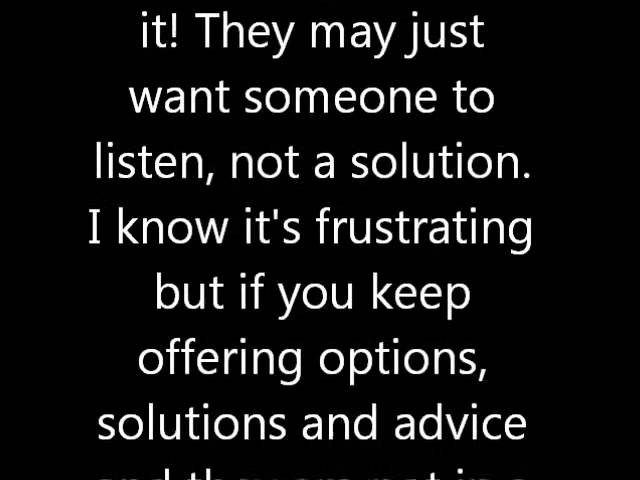 it! They may just
want someone to
listen, not a solution.
I know it's frustrating
but if you keep
offering options,
solutions and advice